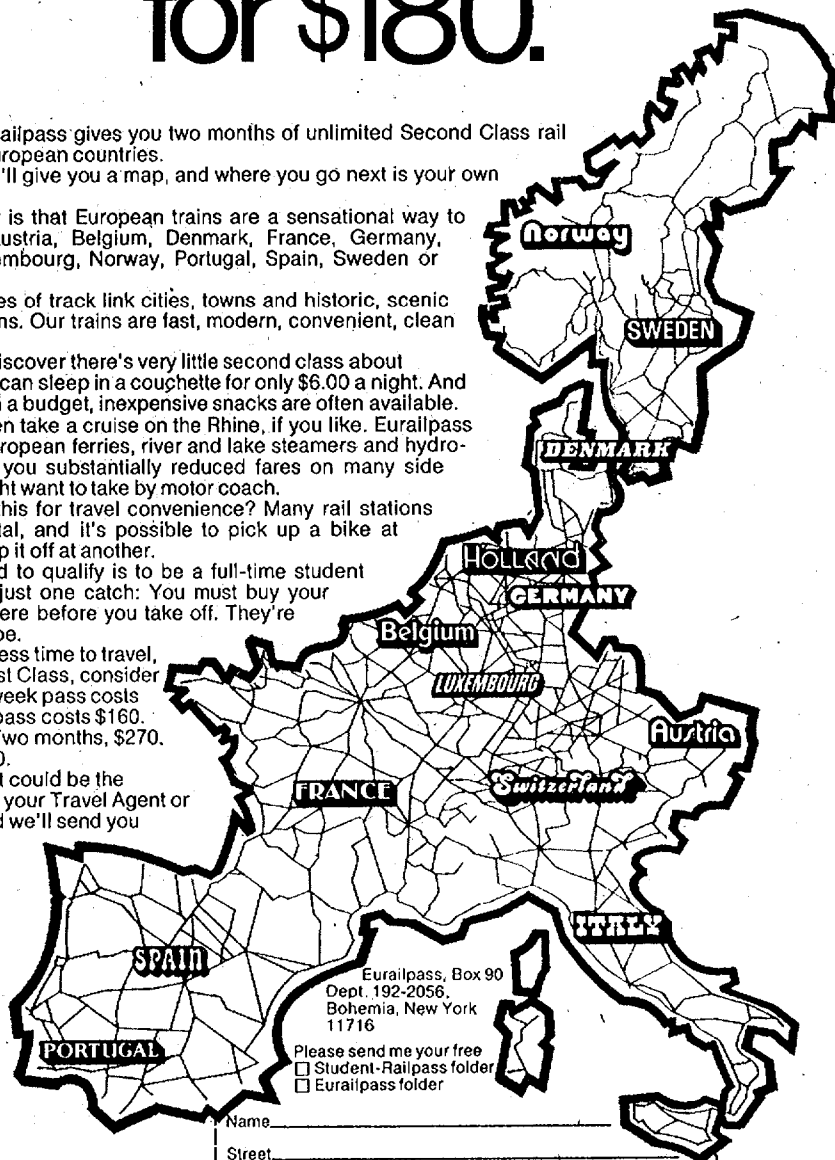 for $180.
ailpass gives you two months of unlimited Second Class rail
uropean countries.
'll give you a map, and where you go next is your own
r is that European trains are a sensational way to
ustria, Belgium, Denmark, France, Germany,
embourg, Norway, Portugal, Spain, Sweden or
es of track link cities, towns and historic, scenic
ns. Our trains are fast, modern, convenient, clean
iscover there's very little second class about
can sleep in a couchette for only $6.00 a night. And
n a budget, inexpensive snacks are often available.
en take a cruise on the Rhine, if you like. Eurailpass
uropean ferries, river and lake steamers and hydro-
you substantially reduced fares on many side
ht want to take by motor coach.
this for travel convenience? Many rail stations
tal, and it's possible to pick up a bike at
p it off at another.
d to qualify is to be a full-time student
just one catch: You must buy your
ere before you take off. They're
pe.
ess time to travel,
st Class, consider
week pass costs
pass costs $160.
Two months, $270.
0.
t could be the
your Travel Agent or
d we'll send you
Norway
SWEDEN
DENMARK
HOLLAND
GERMANY
Belgium
LUXEMBOURG
Austria
FRANCE
Switzerland
ITALY
SPAIN
PORTUGAL
Eurailpass, Box 90
Dept. 192-2056,
Bohemia, New York
11716
Please send me your free
☐ Student-Railpass folder
☐ Eurailpass folder
Name
Street